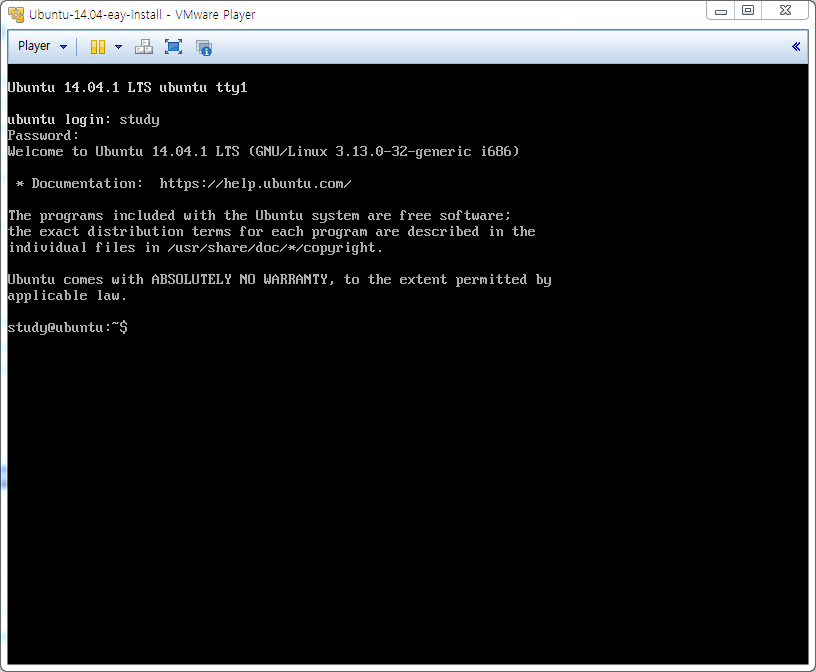 Ubuntu-14.04-eay-install - VMware Player
Player
Ubuntu 14.04.1 LTS ubuntu tty1
ubuntu login: study
Password:
Welcome to Ubuntu 14.04.1 LTS (GNU/Linux 3.13.0-32-generic i686)
* Documentation:  https://help.ubuntu.com/
The programs included with the Ubuntu system are free software;
the exact distribution terms for each program are described in the
individual files in /usr/share/doc/*/copyright.
Ubuntu comes with ABSOLUTELY NO WARRANTY, to the extent permitted by
applicable law.
study@ubuntu:~$